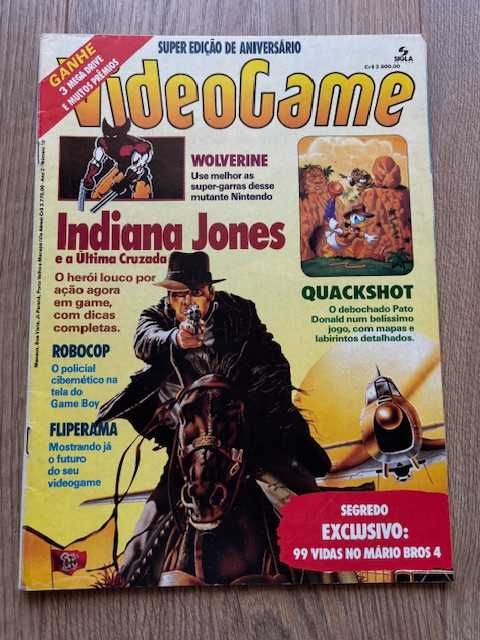 GANHE
3 MEGA DRIVE
E MUITOS PRÊMIOS
SUPER EDIÇÃO DE ANIVERSÁRIO
SIGLA
VIDEOGAME
WOLVERINE
Use melhor as
super-garras desse
mutante Nintendo
Indiana Jones
e a Última Cruzada
O herói louco por
ação agora
em game,
com dicas
completas.
QUACKSHOT
O debochado Pato
Donald num belíssimo
jogo, com mapas e
labirintos detalhados.
ROBOCOP
O policial
cibernético na
tela do
Game Boy
FLIPERAMA
Mostrando já
o futuro
do seu
videogame
SEGREDO
EXCLUSIVO:
99 VIDAS NO MÁRIO BROS 4